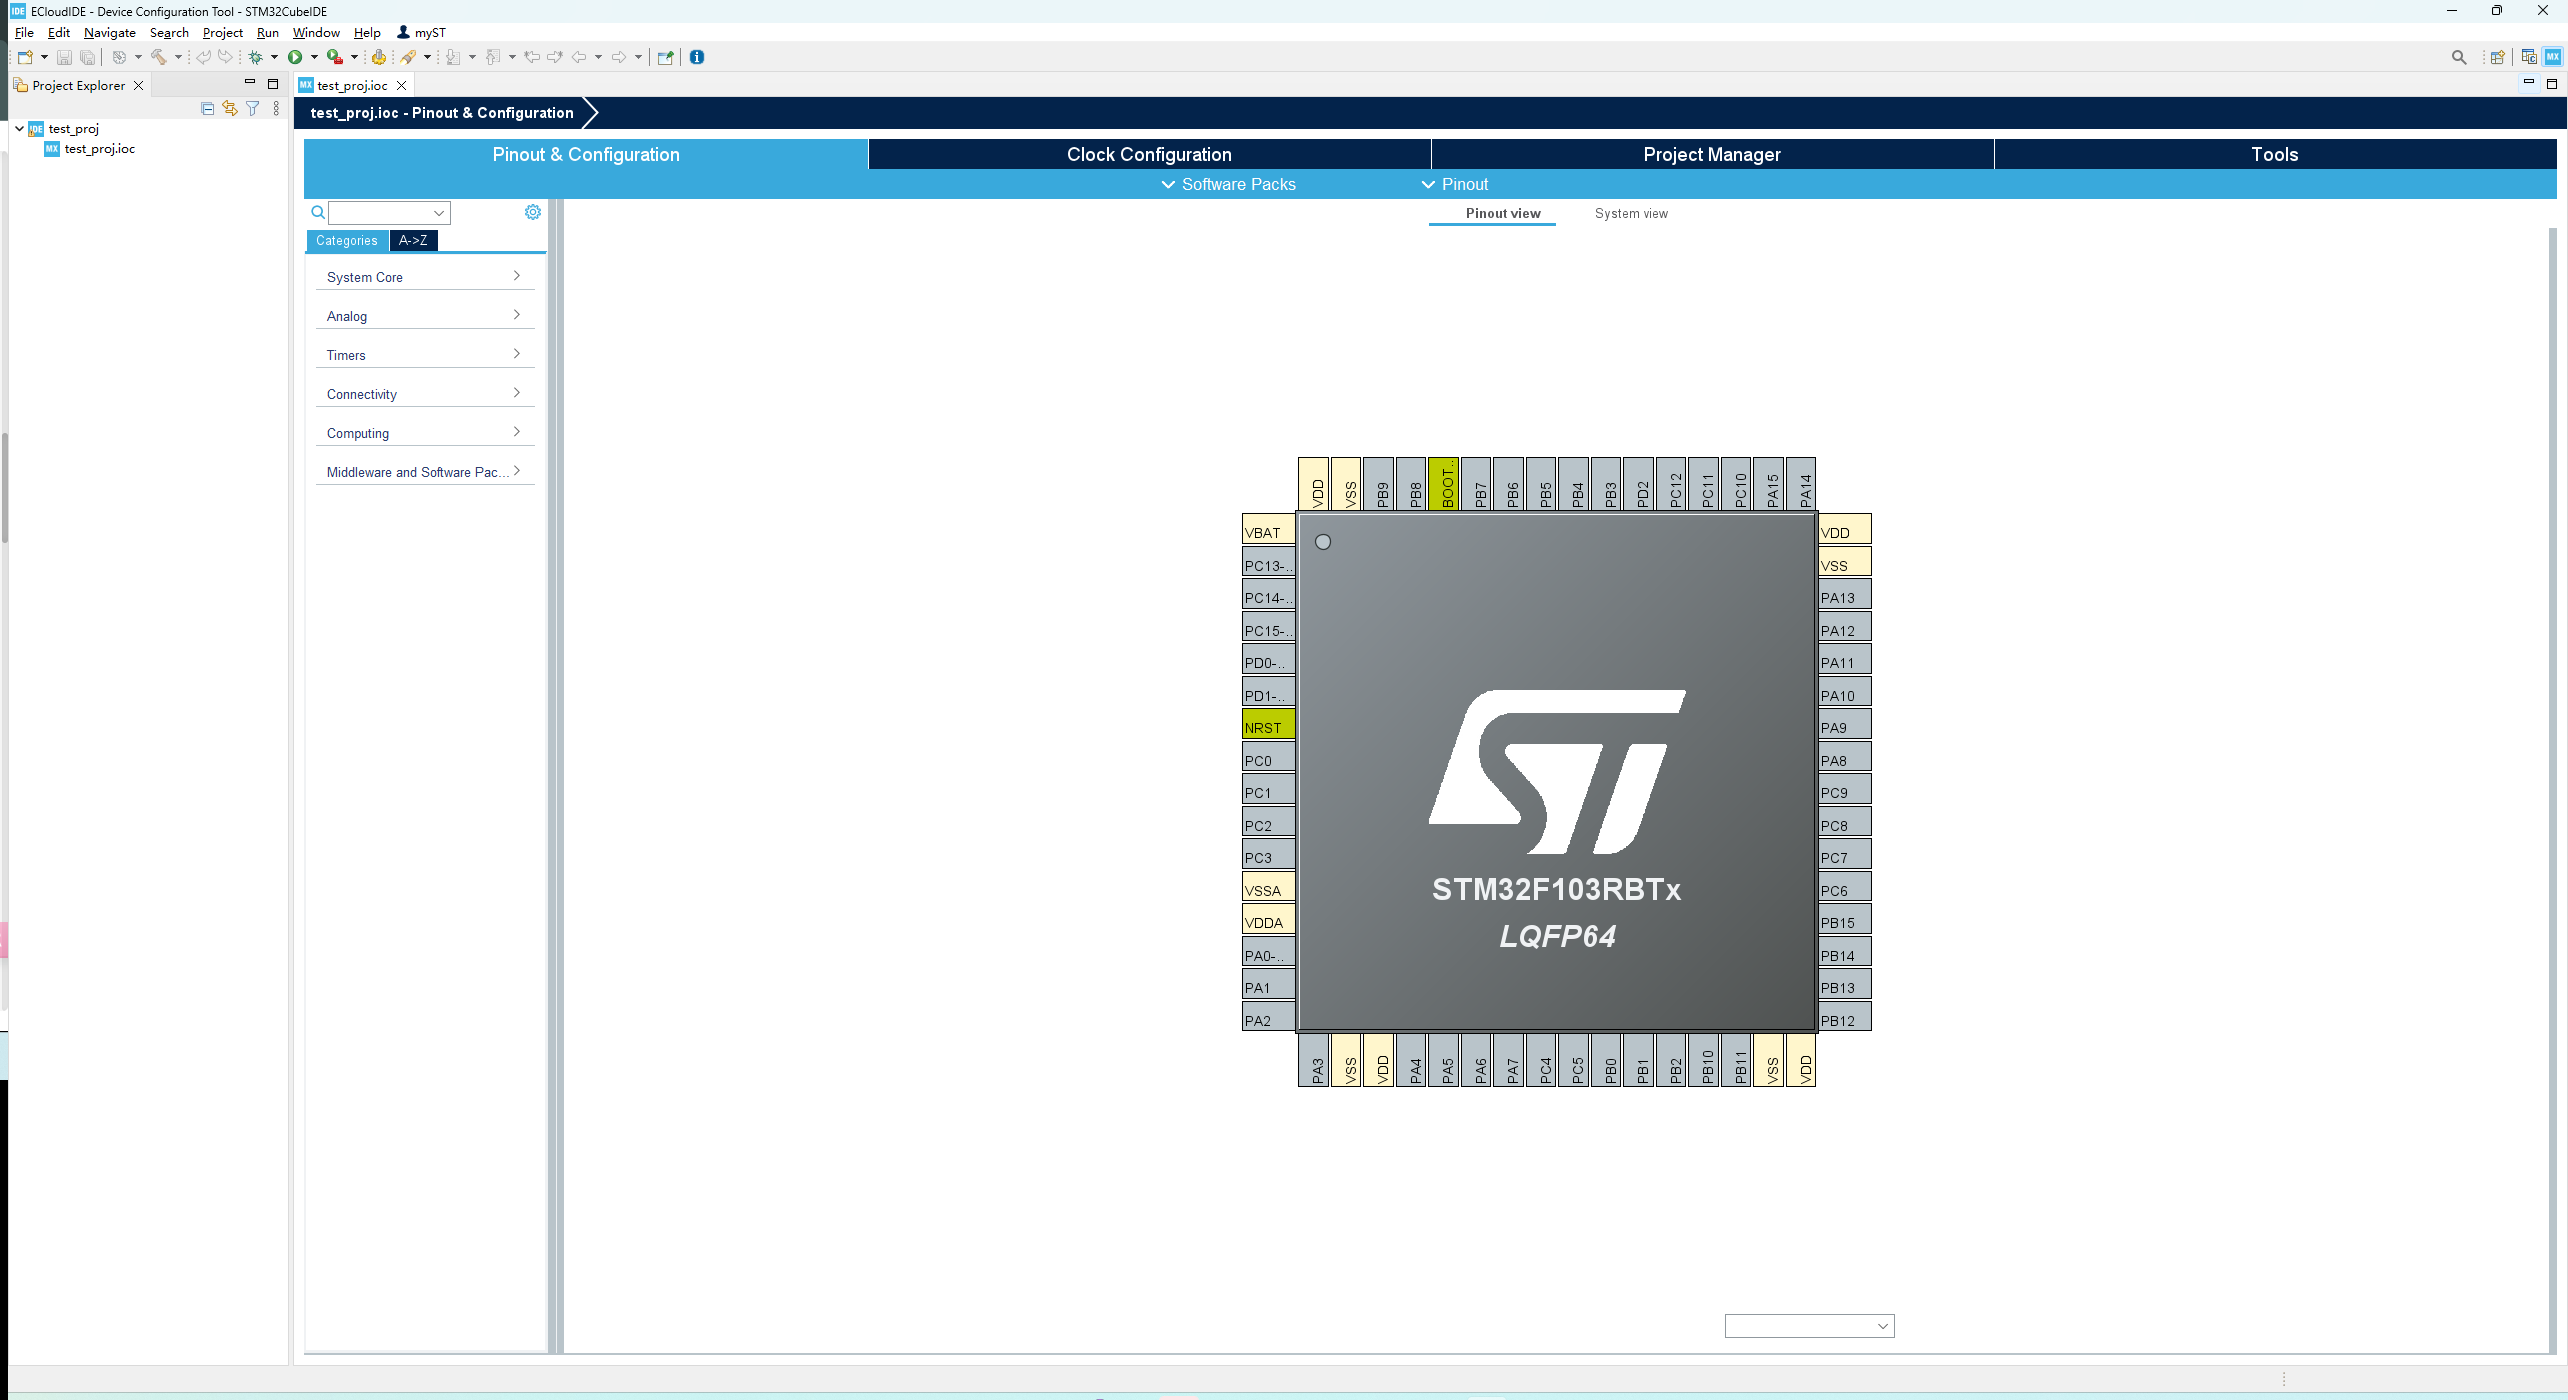 IDE ECloudIDE - Device Configuration Tool - STM32CubeIDE
File Edit Navigate Search Project Run Window Help myST
Project Explorer
MX test_proj.ioc
test_proj.ioc - Pinout & Configuration
IDE test_proj
MX test_proj.ioc
Pinout & Configuration
Clock Configuration
Project Manager
Tools
Software Packs
Pinout
Pinout view
System view
Categories
A->Z
System Core
Analog
Timers
Connectivity
Computing
Middleware and Software Pac...
VDD
VSS
PB9
PB8
BOOT..
PB7
PB6
PB5
PB4
PB3
PD2
PC12
PC11
PC10
PA15
PA14
VBAT
PC13-..
PC14-..
PC15-..
PD0-..
PD1-..
NRST
PC0
PC1
PC2
PC3
VSSA
VDDA
PA0-..
PA1
PA2
ST
STM32F103RBTx
LQFP64
VDD
VSS
PA13
PA12
PA11
PA10
PA9
PA8
PC9
PC8
PC7
PC6
PB15
PB14
PB13
PB12
PA3
VSS
VDD
PA4
PA5
PA6
PA7
PC4
PC5
PB0
PB1
PB2
PB10
PB11
VSS
VDD
MX